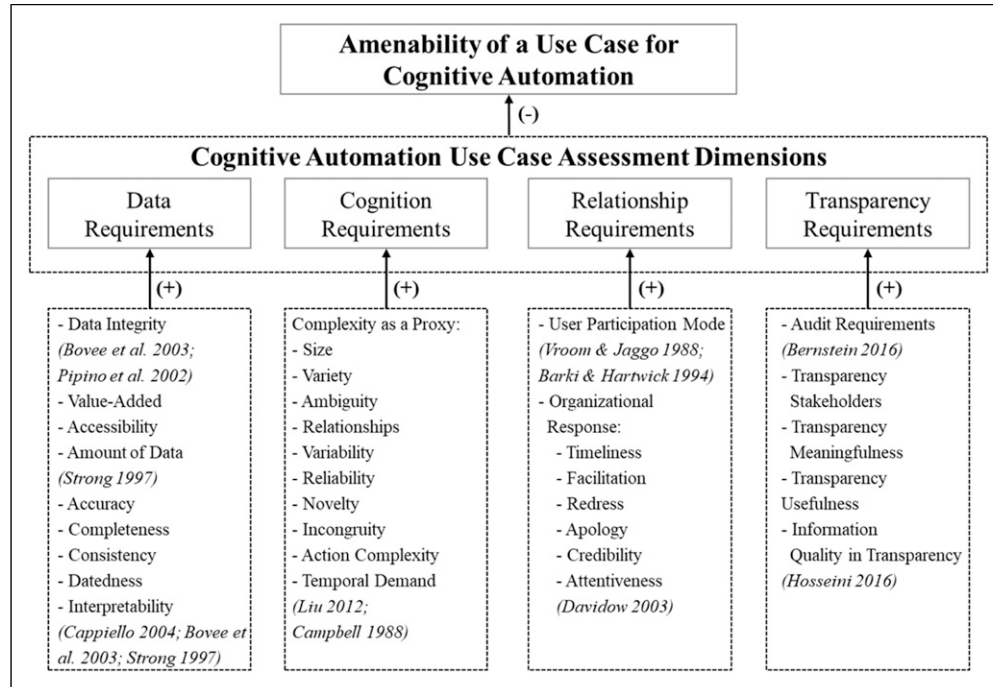 Amenability of a Use Case for
Cognitive Automation
(-)
Cognitive Automation Use Case Assessment Dimensions
Data
Requirements
Cognition
Requirements
Relationship
Requirements
Transparency
Requirements
(+)
(+)
(+)
(+)
- Data Integrity
(Bovee et al. 2003;
Pipino et al. 2002)
- Value-Added
- Accessibility
- Amount of Data
(Strong 1997)
- Accuracy
- Completeness
- Consistency
- Datedness
- Interpretability
(Cappiello 2004; Bovee et
al. 2003; Strong 1997)
Complexity as a Proxy:
- Size
- Variety
- Ambiguity
- Relationships
- Variability
- Reliability
- Novelty
- Incongruity
- Action Complexity
- Temporal Demand
(Liu 2012;
Campbell 1988)
- User Participation Mode
(Vroom & Jaggo 1988;
Barki & Hartwick 1994)
- Organizational
Response:
- Timeliness
- Facilitation
- Redress
- Apology
- Credibility
- Attentiveness
(Davidow 2003)
- Audit Requirements
(Bernstein 2016)
- Transparency
Stakeholders
- Transparency
Meaningfulness
- Transparency
Usefulness
- Information
Quality in Transparency
(Hosseini 2016)